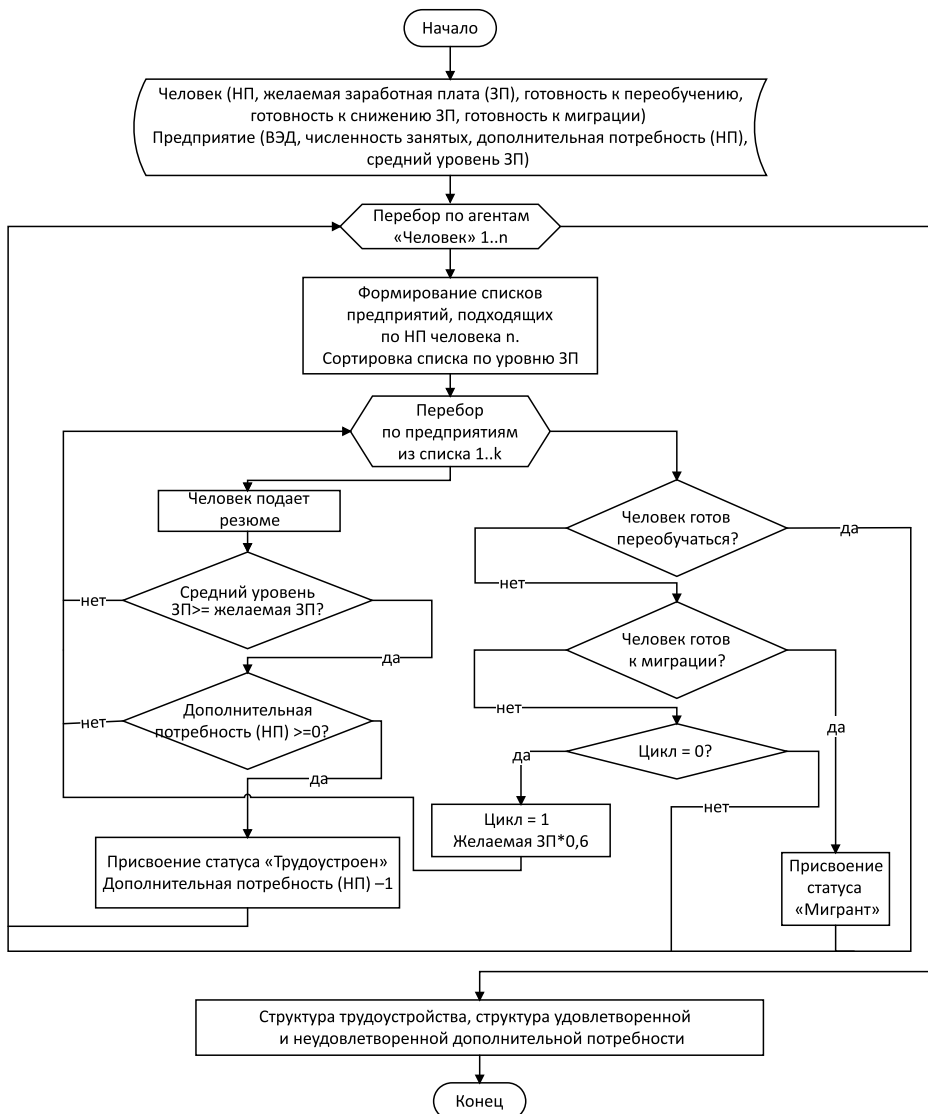 Начало
Человек (НП, желаемая заработная плата (ЗП), готовность к переобучению,
готовность к снижению ЗП, готовность к миграции)
Предприятие (ВЭД, численность занятых, дополнительная потребность (НП),
средний уровень ЗП)
Перебор по агентам
«Человек» 1..n
Формирование списков
предприятий, подходящих
по НП человека n.
Сортировка списка по уровню ЗП
Перебор
по предприятиям
из списка 1..k
Человек подает
резюме
Средний уровень
ЗП>= желаемая ЗП?
нет
да
Дополнительная
потребность (НП) >=0?
нет
да
Присвоение статуса «Трудоустроен»
Дополнительная потребность (НП) –1
Человек готов
переобучаться?
да
нет
Человек готов
к миграции?
нет
да
Цикл = 0?
да
нет
Цикл = 1
Желаемая ЗП*0,6
Присвоение
статуса
«Мигрант»
Структура трудоустройства, структура удовлетворенной
и неудовлетворенной дополнительной потребности
Конец